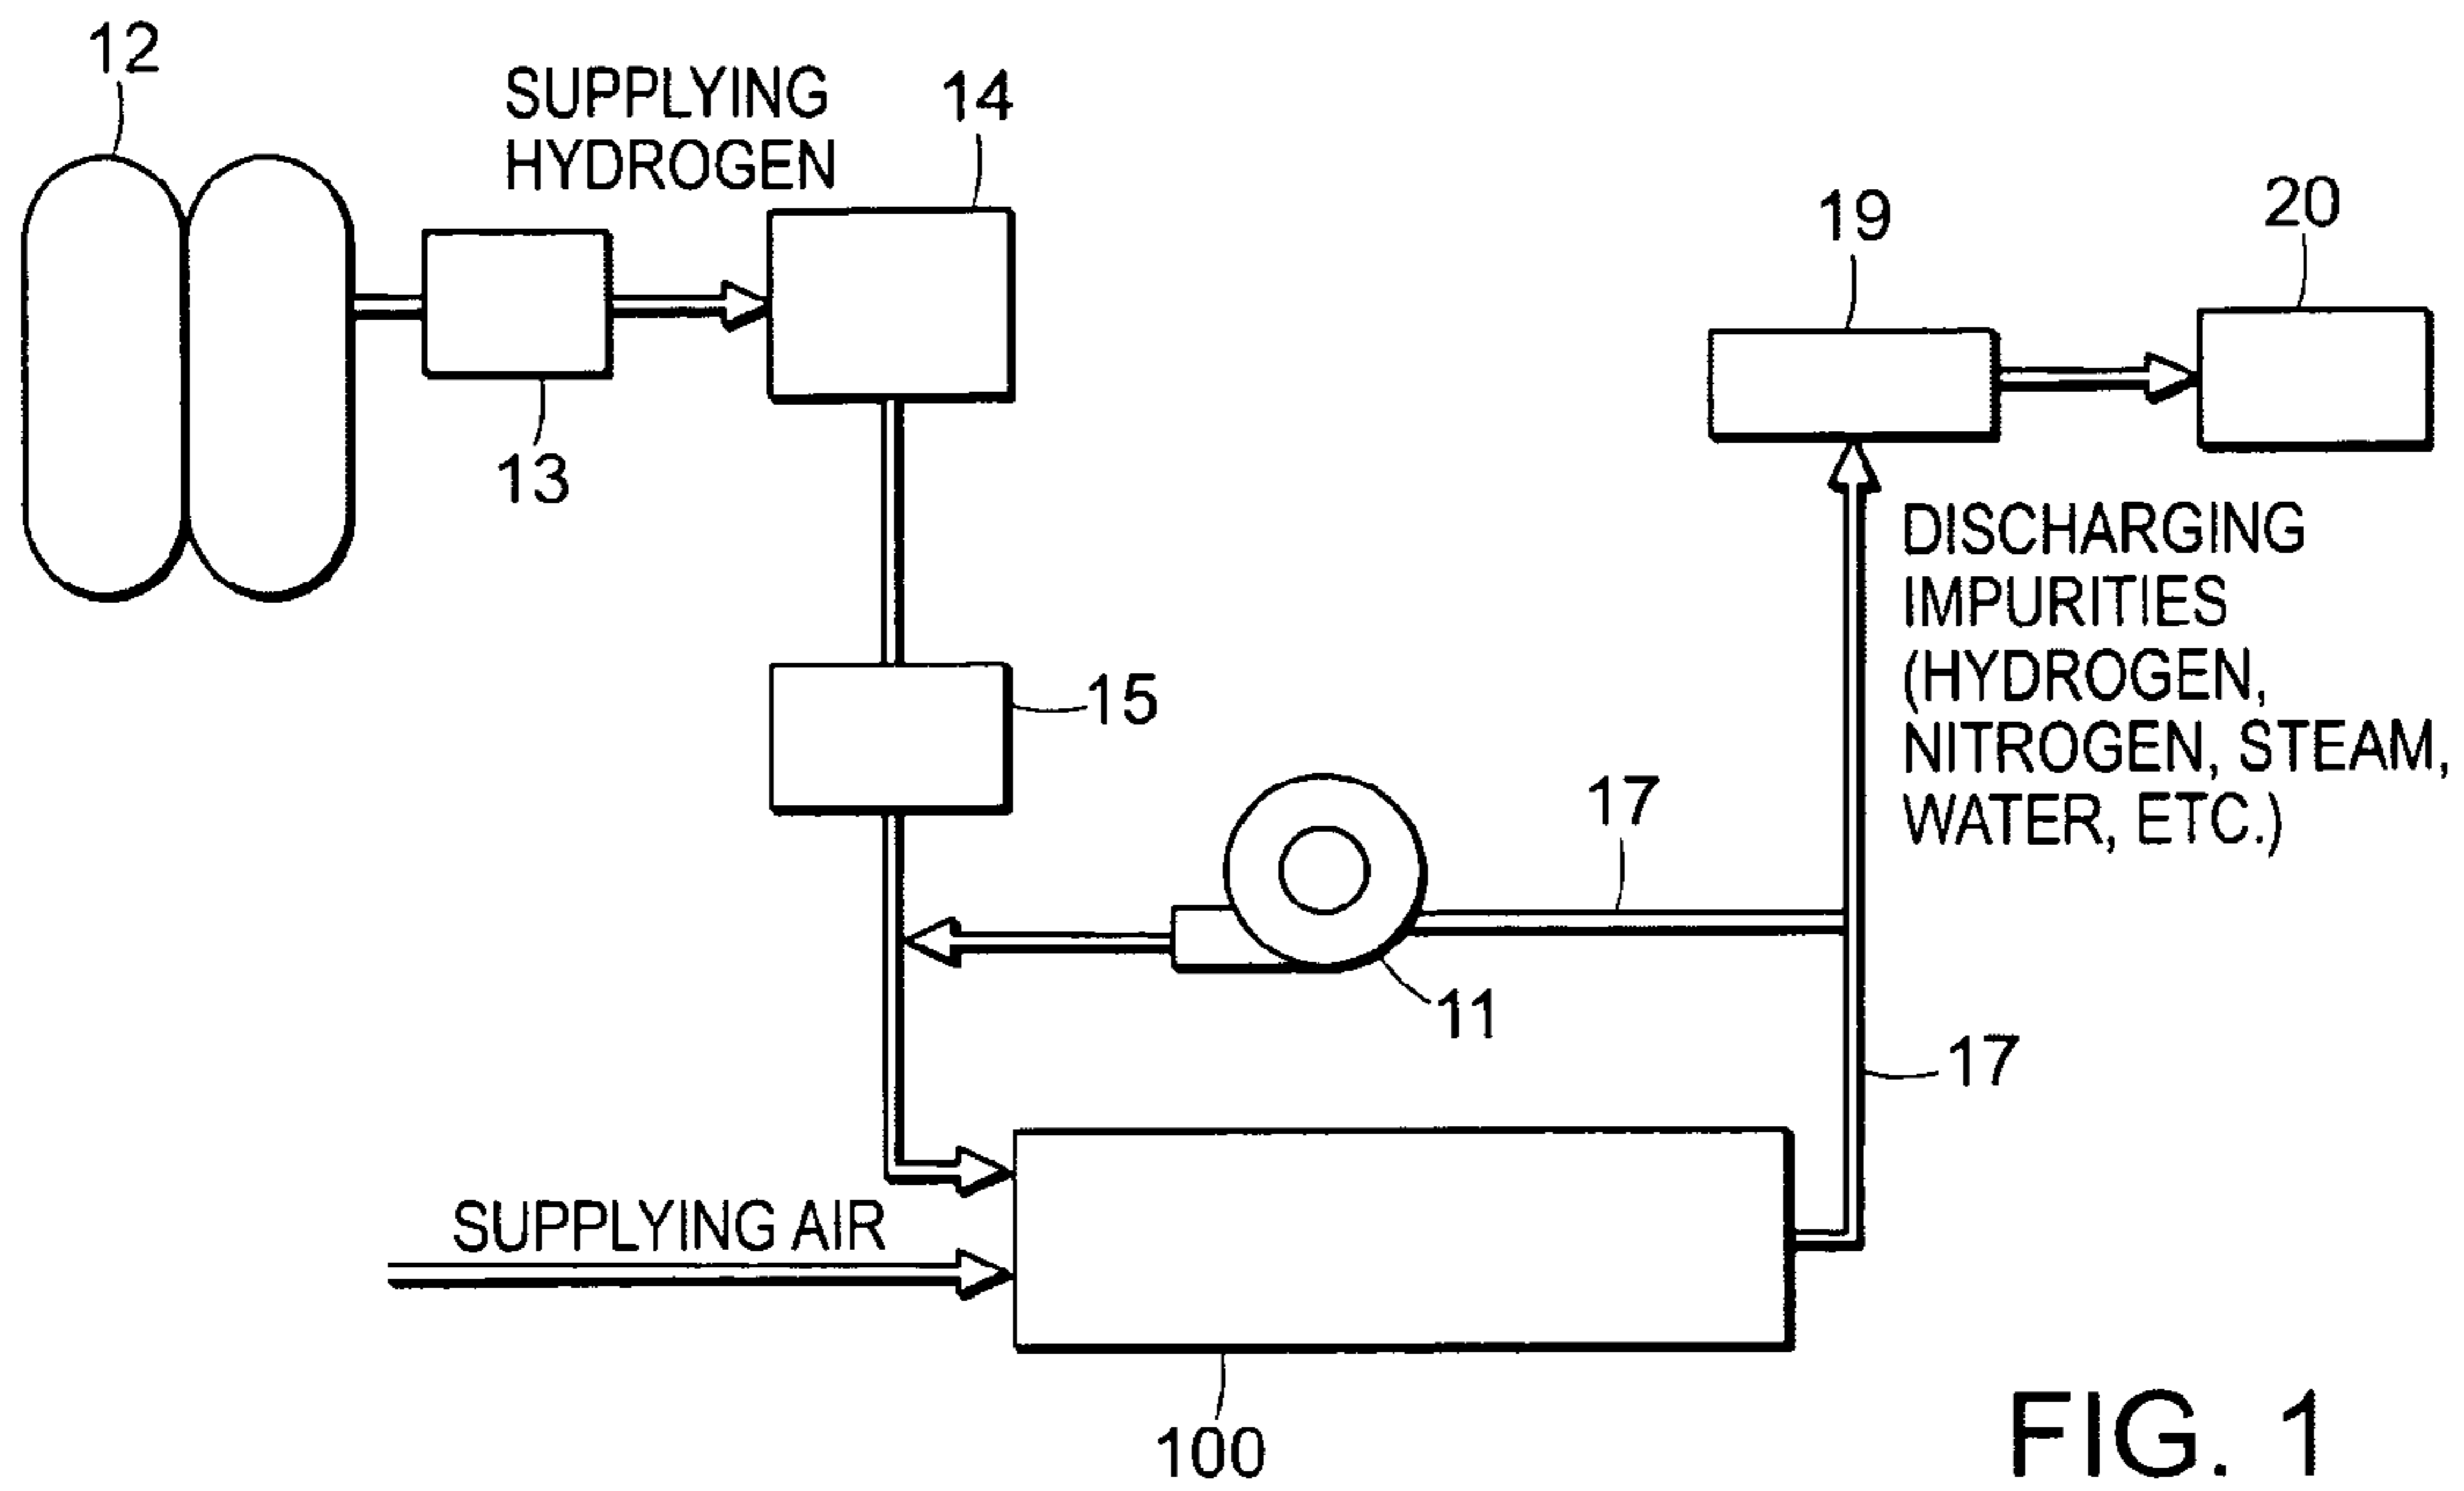 12
SUPPLYING
HYDROGEN
14
13
19
20
DISCHARGING
IMPURITIES
(HYDROGEN,
NITROGEN, STEAM,
WATER, ETC.)
15
17
11
17
SUPPLYING AIR
100
FIG. 1